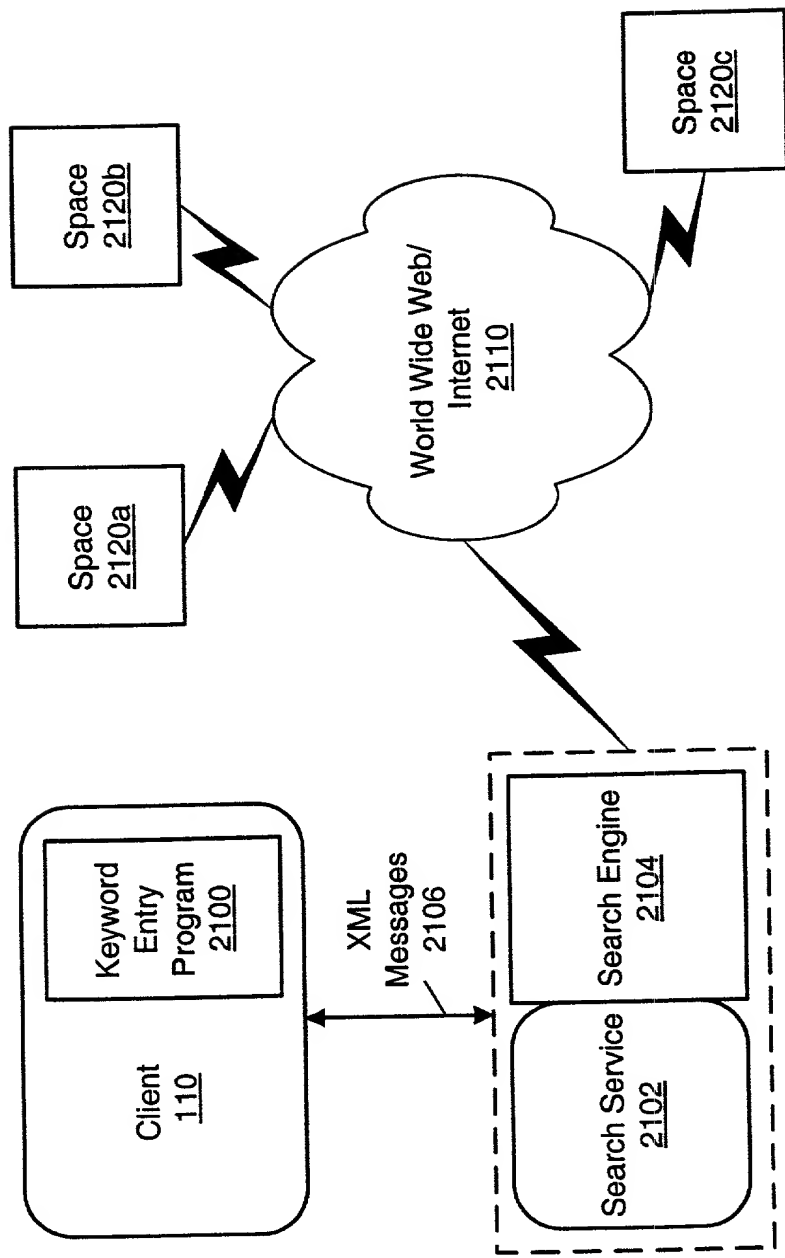 Client
110
Keyword
Entry
Program
2100
XML
Messages
2106
Search Service
2102
Search Engine
2104
World Wide Web/
Internet
2110
Space
2120a
Space
2120b
Space
2120c